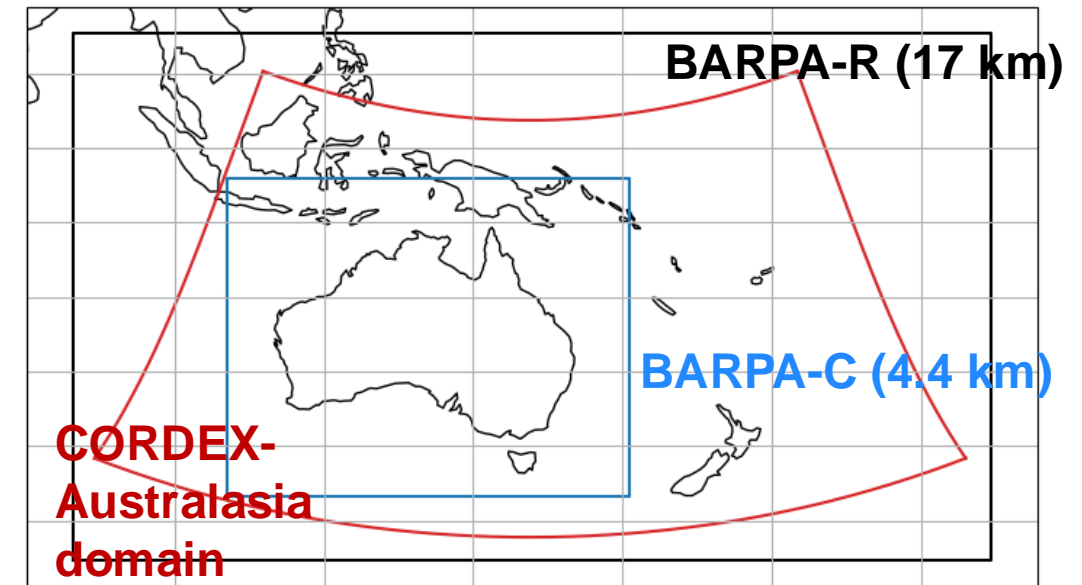 BARPA-R (17 km)
BARPA-C (4.4 km)
CORDEX-
Australasia
domain